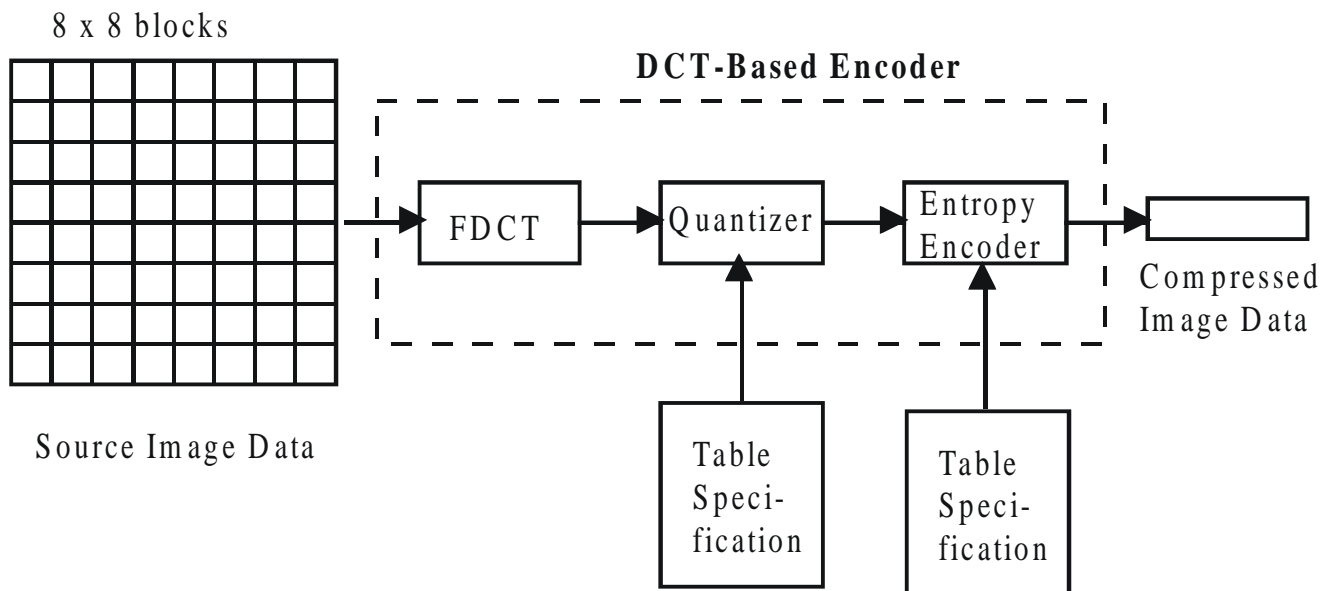 8 x 8 blocks
DCT-Based Encoder
FDCT
Quantizer
Entropy
Encoder
Compressed
Image Data
Source Image Data
Table
Speci-
fication
Table
Speci-
fication